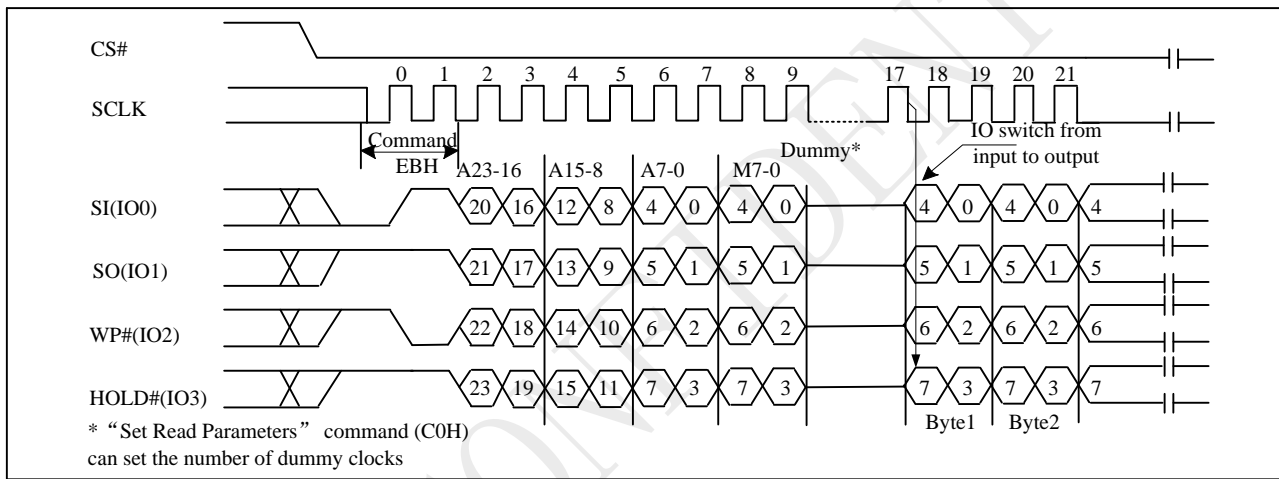 CS#
0 1 2 3 4 5 6 7 8 9 17 18 19 20 21
SCLK
Command
EBH
IO switch from
input to output
Dummy*
A23-16 A15-8 A7-0 M7-0
SI(IO0) 20 16 12 8 4 0 4 0 4 0 4 0 4
SO(IO1) 21 17 13 9 5 1 5 1 5 1 5 1 5
WP#(IO2) 22 18 14 10 6 2 6 2 6 2 6 2 6
HOLD#(IO3) 23 19 15 11 7 3 7 3 7 3 7 3 7
Byte1 Byte2
* “Set Read Parameters” command (C0H)
can set the number of dummy clocks